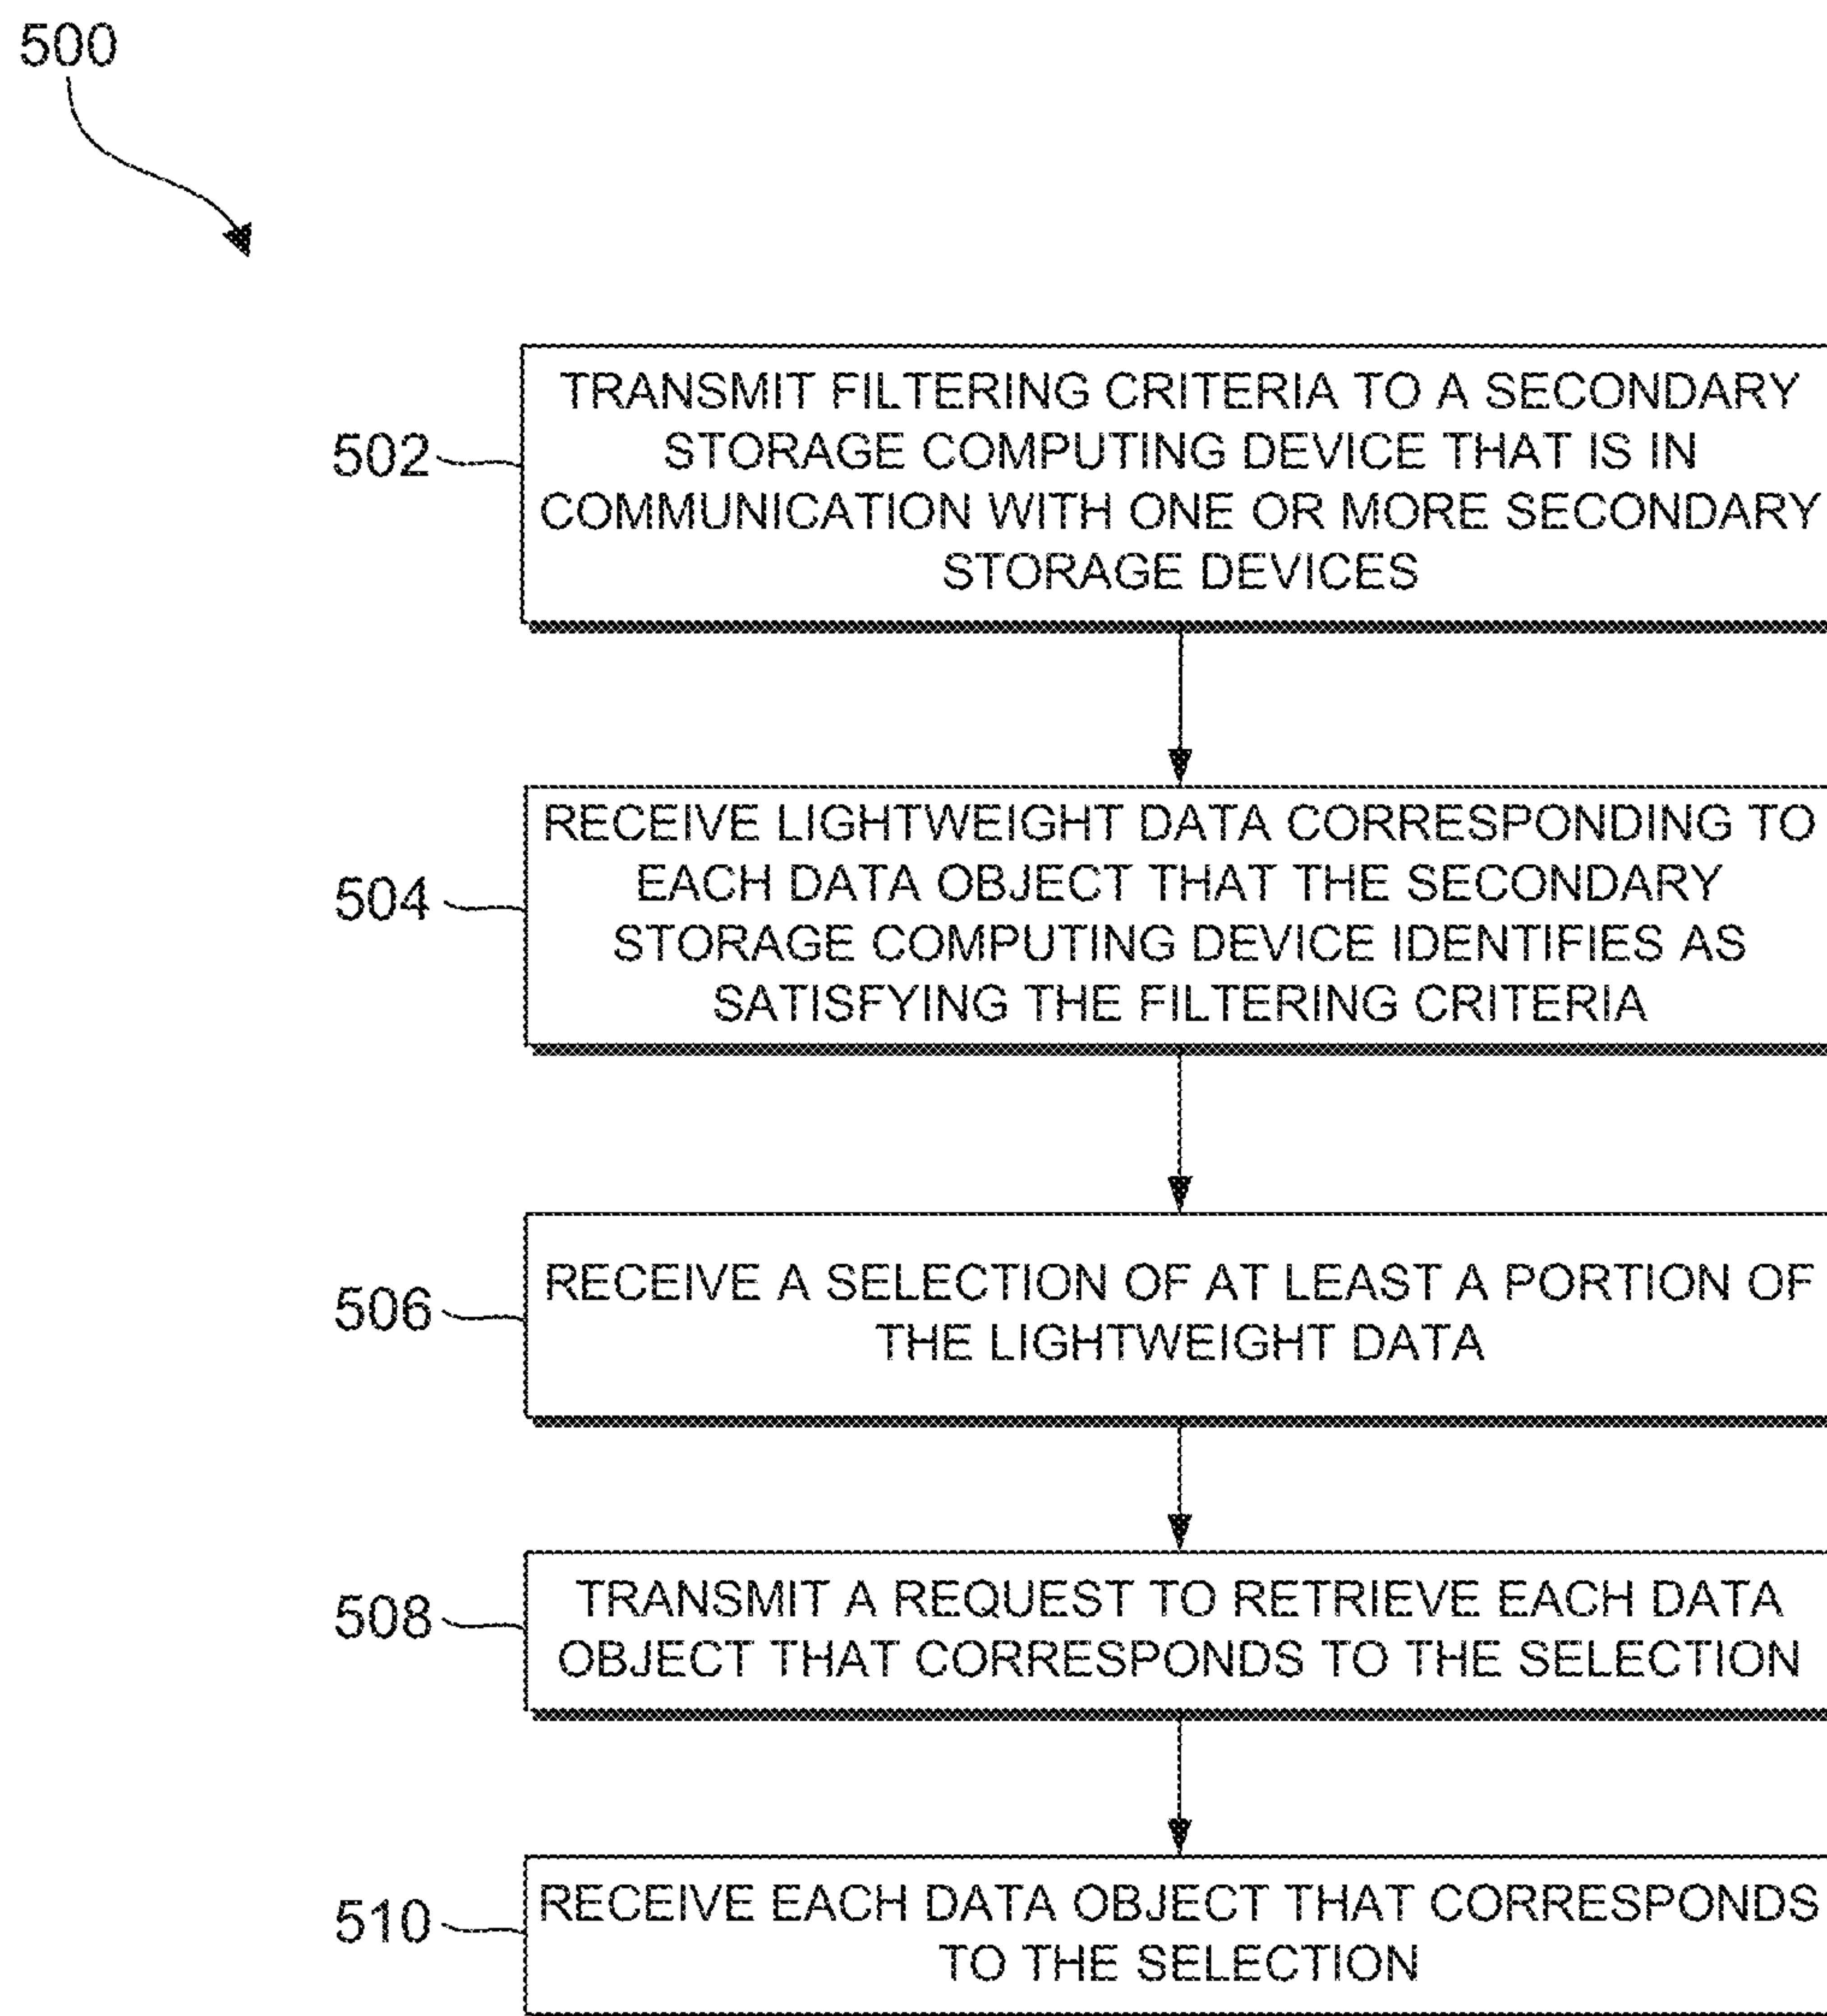 500
502
TRANSMIT FILTERING CRITERIA TO A SECONDARY
STORAGE COMPUTING DEVICE THAT IS IN
COMMUNICATION WITH ONE OR MORE SECONDARY
STORAGE DEVICES
504
RECEIVE LIGHTWEIGHT DATA CORRESPONDING TO
EACH DATA OBJECT THAT THE SECONDARY
STORAGE COMPUTING DEVICE IDENTIFIES AS
SATISFYING THE FILTERING CRITERIA
506
RECEIVE A SELECTION OF AT LEAST A PORTION OF
THE LIGHTWEIGHT DATA
508
TRANSMIT A REQUEST TO RETRIEVE EACH DATA
OBJECT THAT CORRESPONDS TO THE SELECTION
510
RECEIVE EACH DATA OBJECT THAT CORRESPONDS
TO THE SELECTION